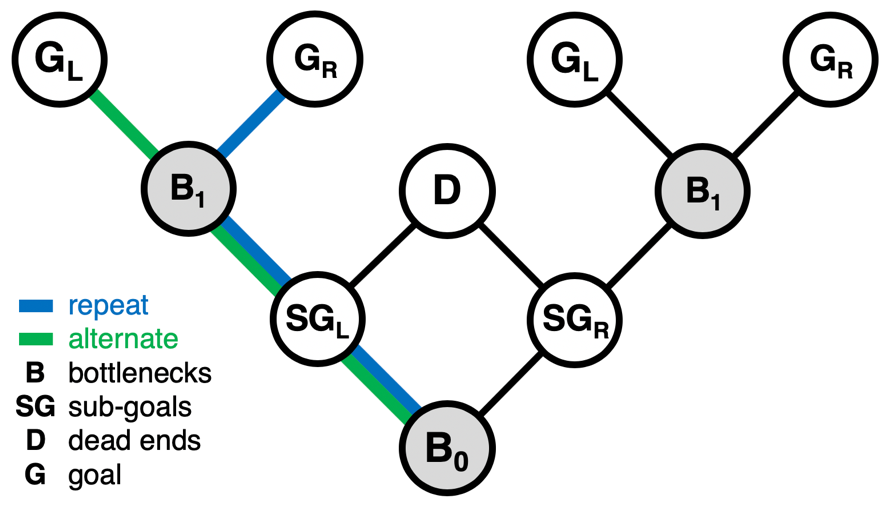 GL GR GL GR
B1 D B1
SGL SGR
B0
repeat
alternate
B bottlenecks
SG sub-goals
D dead ends
G goal